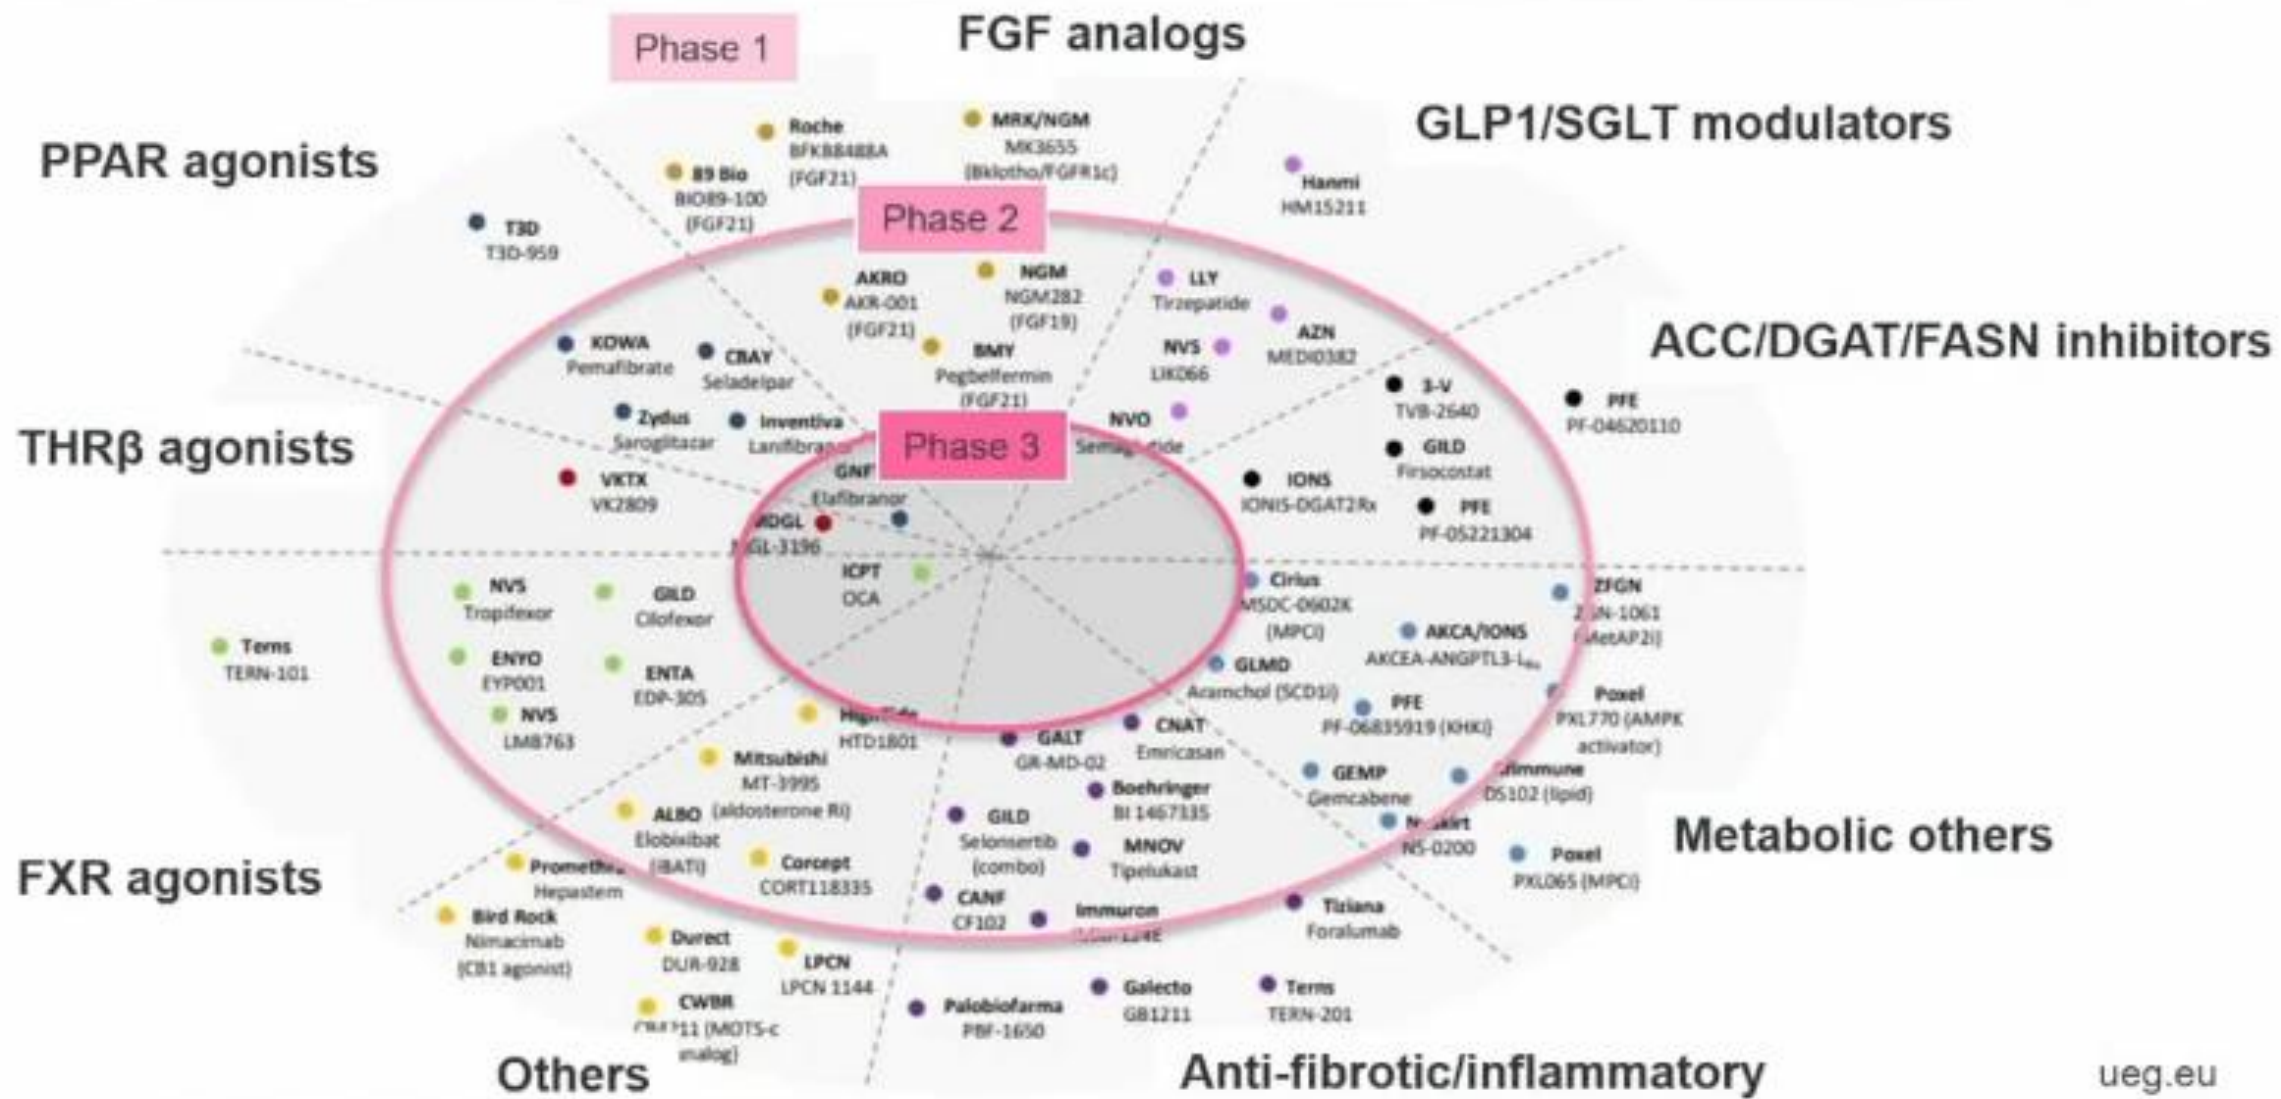 Phase 1
FGF analogs
GLP1/SGLT modulators
PPAR agonists
Roche
BFKB8488A
(FGF21)
MRK/NGM
MK3655
(Bklotho/FGFR1c)
89 Bio
BIO89-100
(FGF21)
Hanmi
HM15211
T3D
T3D-959
Phase 2
AKRO
AKR-001
(FGF21)
NGM
NGM282
(FGF19)
BMY
Pegbelfermin
(FGF21)
LLY
Tirzepatide
AZN
MEDI0382
NVS
LIK066
NVO
KOWA
Pemafibrate
CBAY
Seladelpar
Zydus
Saroglitazar
Inventiva
ACC/DGAT/FASN inhibitors
3-V
TVB-2640
PFE
PF-04620110
GILD
Firsocostat
IONS
IONIS-DGAT2Rx
PFE
PF-05221304
THRβ agonists
VKTX
VK2809
Phase 3
GNF
Elafibranor
MDGL
MGL-3196
ICPT
OCA
NVS
Tropifexor
GILD
Cilofexor
Terns
TERN-101
ENYO
EYP001
ENTA
EDP-305
NVS
LMB763
FXR agonists
Cirius
MSDC-0602K
(MPCi)
ZFGN
ZGN-1061
(MetAP2i)
AKCA/IONS
AKCEA-ANGPTL3-L
GLMD
Aramchol (SCD1i)
PFE
PF-06835919 (KHKi)
Poxel
PXL770 (AMPK
activator)
GEMP
Gemcabene
DS102 (lipid)
NS-0200
Poxel
PXL065 (MPCi)
Metabolic others
HTD1801
Mitsubishi
MT-3995
(aldosterone Ri)
ALBO
Elobixibat
(IBATi)
Corcept
CORT118335
Hepastem
Bird Rock
Nimacimab
(CB1 agonist)
Durect
DUR-928
LPCN
LPCN 1144
CWBR
Others
GALT
GR-MD-02
CNAT
Emricasan
Boehringer
BI 1467335
GILD
Selonsertib
(combo)
MNOV
Tipelukast
CANF
CF102
Immuron
Tiziana
Foralumab
Palobiofarma
PBF-1650
Galecto
GB1211
Terns
TERN-201
Anti-fibrotic/inflammatory
ueg.eu